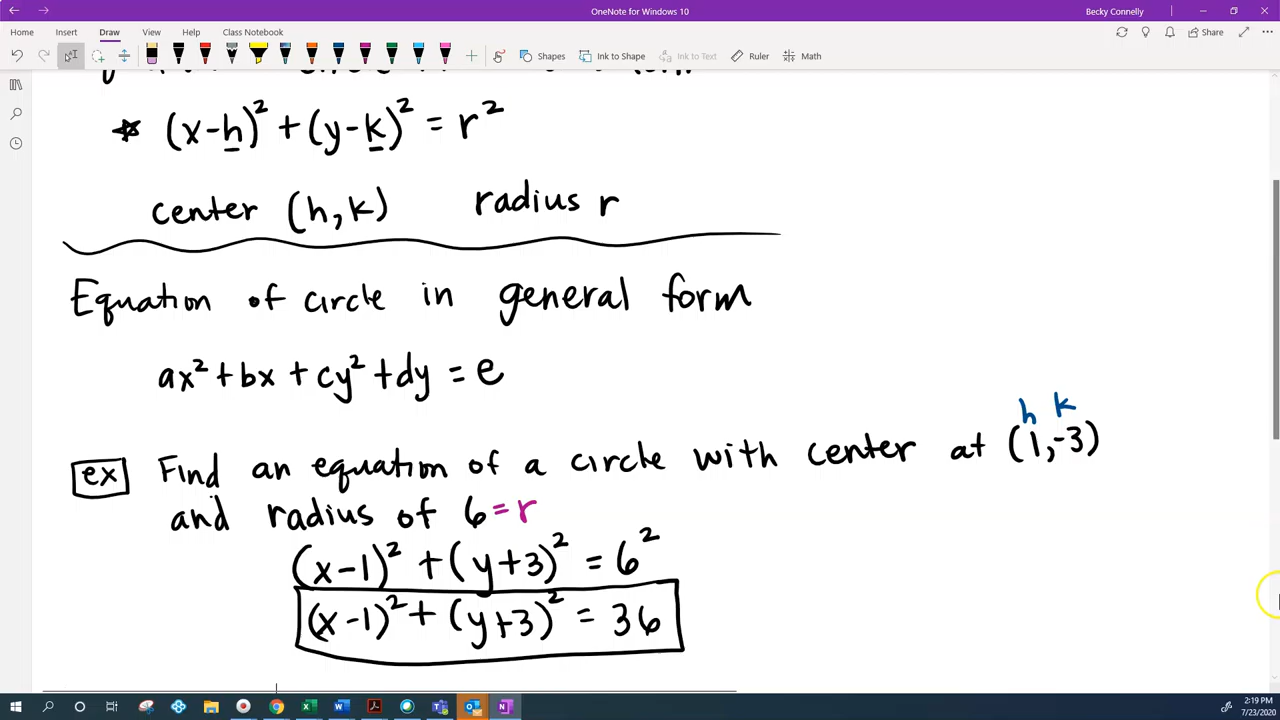 OneNote for Windows 10
Becky Connelly
Home Insert Draw View Help Class Notebook
Share
Shapes Ink to Shape Ink to Text Ruler Math
* (x-h)² + (y-k)² = r²
center (h,k) radius r
Equation of circle in general form
ax² + bx + cy² + dy = e
h k
ex Find an equation of a circle with center at (1,-3)
and radius of 6 = r
(x-1)² + (y+3)² = 6²
(x-1)² + (y+3)² = 36
2:19 PM
7/23/2020